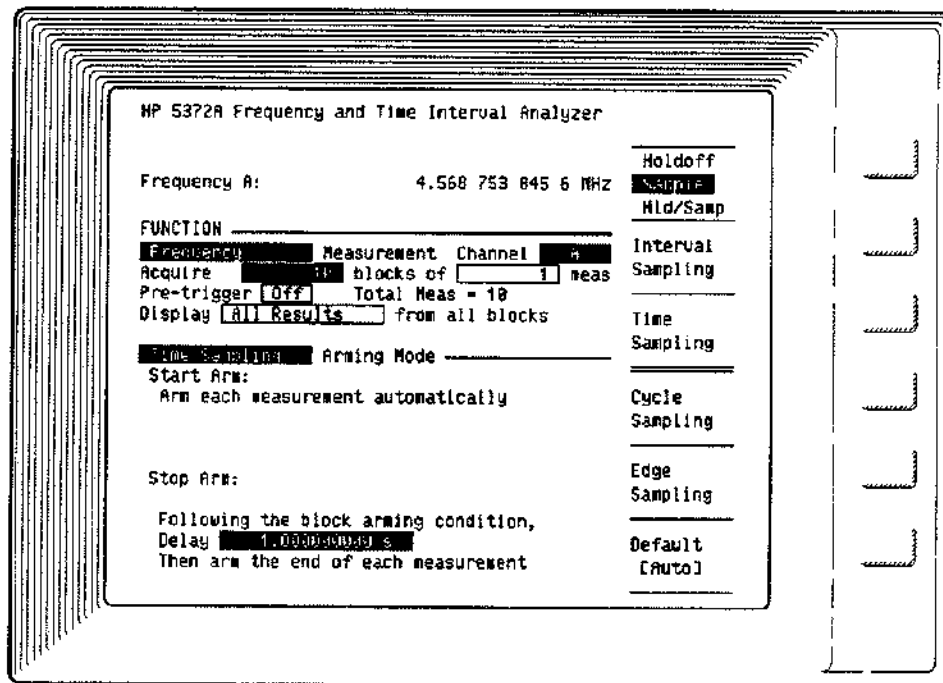 HP 5372A Frequency and Time Interval Analyzer
Frequency A: 4.568 753 845 6 MHz
FUNCTION
Frequency Measurement Channel A
Acquire 10 blocks of 1 meas
Pre-trigger Off Total Meas = 10
Display All Results from all blocks
Time Sampling Arming Mode
Start Arm:
Arm each measurement automatically
Stop Arm:
Following the block arming condition,
Delay s
Then arm the end of each measurement
Holdoff
Sample
Hld/Samp
Interval
Sampling
Time
Sampling
Cycle
Sampling
Edge
Sampling
Default
[Auto]